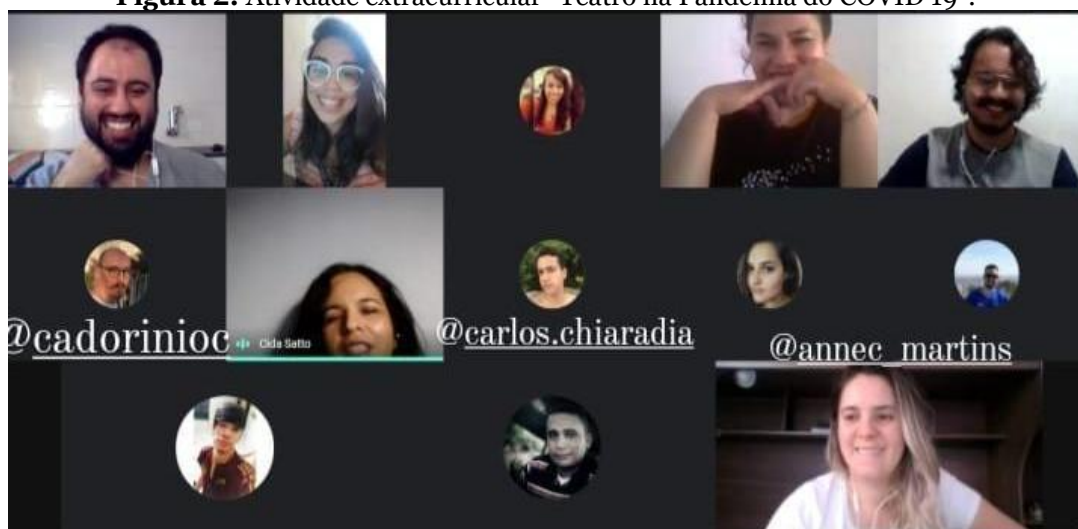 Figura 2: Atividade extracurricular "Teatro na Pandemia do COVID 19".
@cadorinioc
Cida Satto
@carlos.chiaradia
@annec_martins